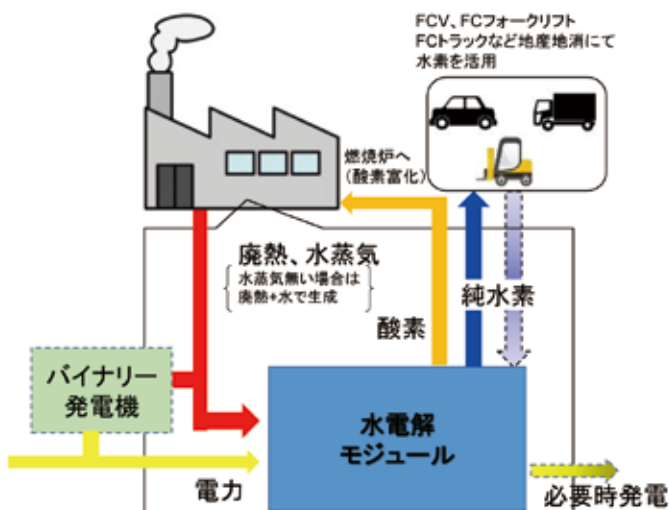 FCV、FCフォークリフト
FCトラックなど地産地消にて
水素を活用
燃焼炉へ
(酸素富化)
廃熱、水蒸気
水蒸気無い場合は
廃熱+水で生成
酸素
純水素
バイナリー
発電機
水電解
モジュール
電力
必要時発電